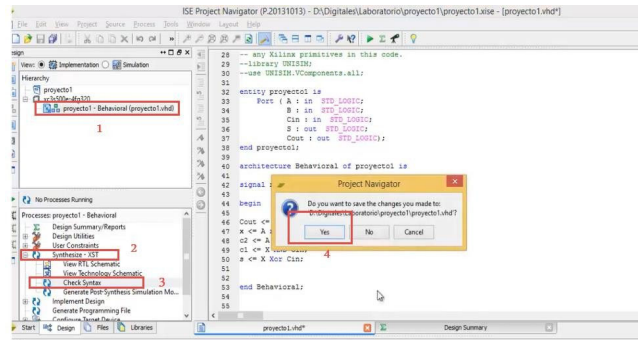 ISE Project Navigator (P.20131013) - D:\Digitales\Laboratorio\proyecto1\proyecto1.xise - [proyecto1.vhd*]
File Edit View Project Source Process Tools Window Layout Help
View: Implementation Simulation
Hierarchy
proyecto1
xc3s500e-4fg320
proyecto1 - Behavioral (proyecto1.vhd)
1
No Processes Running
Processes: proyecto1 - Behavioral
Design Summary/Reports
Design Utilities
User Constraints
Synthesize - XST
2
View RTL Schematic
View Technology Schematic
Check Syntax
3
Generate Post-Synthesis Simulation Mo...
Implement Design
Generate Programming File
Configure Target Device
Start Design Files Libraries
28 -- any Xilinx primitives in this code.
29 --library UNISIM;
30 --use UNISIM.VComponents.all;
31
32 entity proyecto1 is
33 Port ( A : in STD_LOGIC;
34 B : in STD_LOGIC;
35 Cin : in STD_LOGIC;
36 S : out STD_LOGIC;
37 Cout : out STD_LOGIC);
38 end proyecto1;
39
40 architecture Behavioral of proyecto1 is
41
42 signal
43
44 begin
45
46 Cout <=
47 x <= A
48 c2 <= A
49 c1 <= X And Cin;
50 s <= X Xor Cin;
51
52
53 end Behavioral;
54
55
Project Navigator
Do you want to save the changes you made to:
'D:\Digitales\Laboratorio\proyecto1\proyecto1.vhd'?
Yes No Cancel
4
proyecto1.vhd* Design Summary